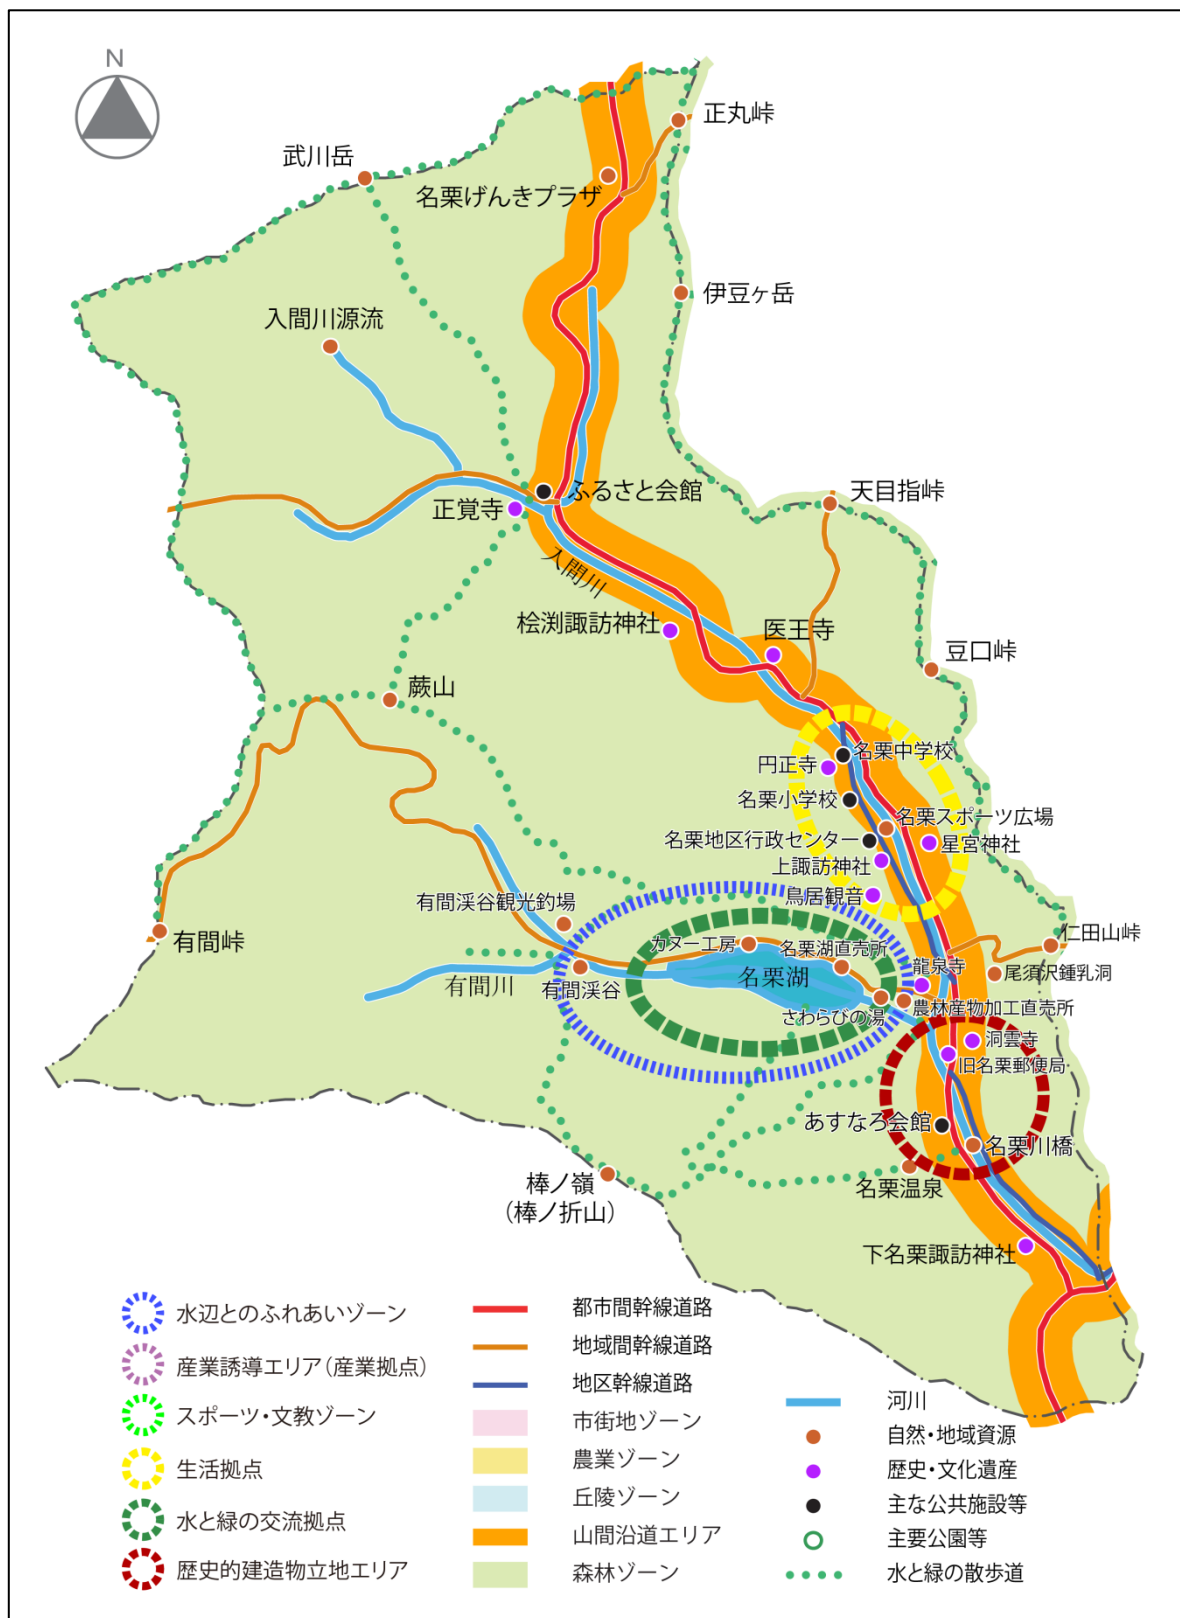 N
正丸峠
武川岳
名栗げんきプラザ
伊豆ヶ岳
入間川源流
天目指峠
ふるさと会館
正覚寺
入間川
桧渕諏訪神社
医王寺
豆口峠
蕨山
名栗中学校
円正寺
名栗小学校
名栗スポーツ広場
名栗地区行政センター
星宮神社
上諏訪神社
鳥居観音
有間渓谷観光釣場
有間峠
カヌー工房
名栗湖直売所
仁田山峠
龍泉寺
尾須沢鍾乳洞
名栗湖
有間川
有間渓谷
さわらびの湯
農林産物加工直売所
洞雲寺
旧名栗郵便局
あすなろ会館
名栗川橋
棒ノ嶺
(棒ノ折山)
名栗温泉
下名栗諏訪神社
水辺とのふれあいゾーン
産業誘導エリア(産業拠点)
スポーツ・文教ゾーン
生活拠点
水と緑の交流拠点
歴史的建造物立地エリア
都市間幹線道路
地域間幹線道路
地区幹線道路
市街地ゾーン
農業ゾーン
丘陵ゾーン
山間沿道エリア
森林ゾーン
河川
自然・地域資源
歴史・文化遺産
主な公共施設等
主要公園等
水と緑の散歩道